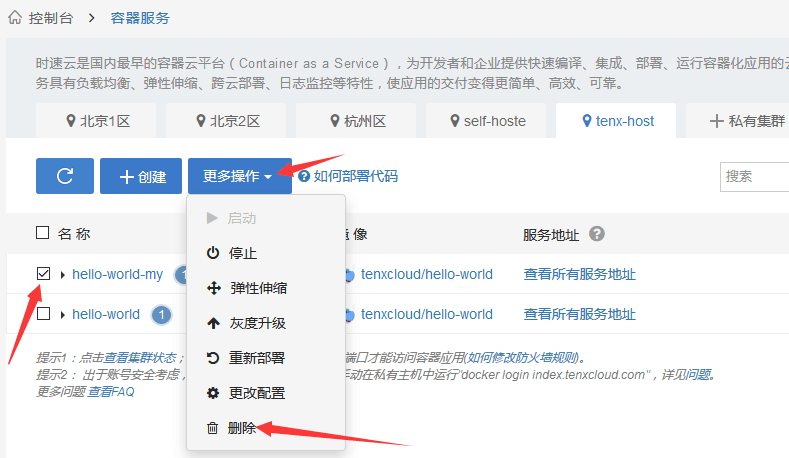 控制台 > 容器服务
时速云是国内最早的容器云平台（Container as a Service），为开发者和企业提供快速编译、集成、部署、运行容器化应用的云
务具有负载均衡、弹性伸缩、跨云部署、日志监控等特性，使应用的交付变得更简单、高效、可靠。
北京1区 北京2区 杭州区 self-hoste tenx-host 私有集群
创建 更多操作 如何部署代码 搜索
启动
名 称 像 服务地址
停止
hello-world-my 1 tenxcloud/hello-world 查看所有服务地址
弹性伸缩
hello-world 1 tenxcloud/hello-world 查看所有服务地址
灰度升级
提示1：点击查看集群状态； 端口才能访问容器应用(如何修改防火墙规则)。
重新部署
提示2： 出于账号安全考虑， 手动在私有主机中运行"docker login index.tenxcloud.com"，详见问题。
更多问题 查看FAQ
更改配置
删除